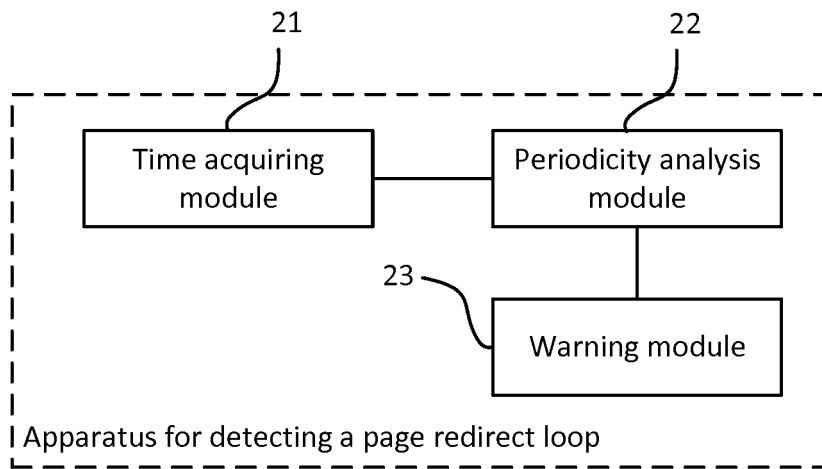 21
22
Time acquiring
module
Periodicity analysis
module
23
Warning module
Apparatus for detecting a page redirect loop